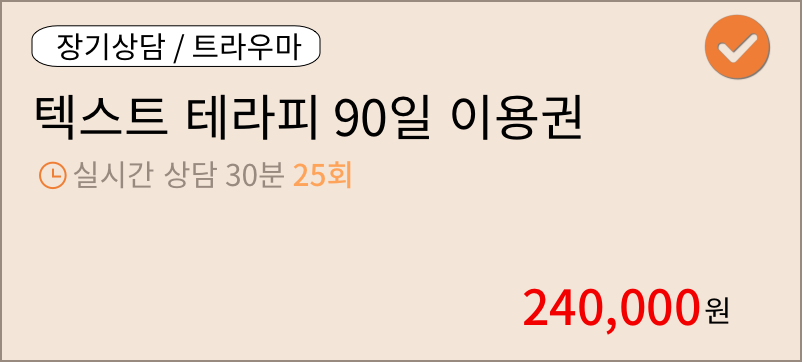 장기상담 / 트라우마
텍스트 테라피 90일 이용권
실시간 상담 30분 25회
240,000원